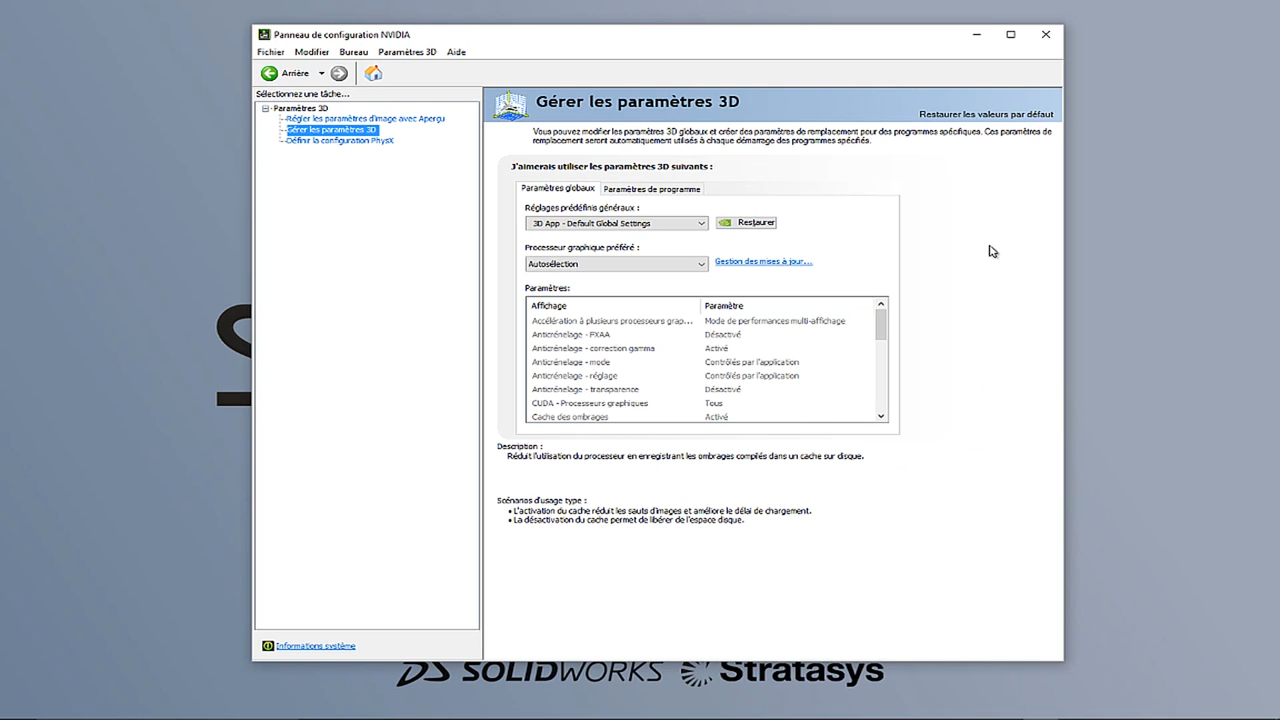 Panneau de configuration NVIDIA
Fichier Modifier Bureau Paramètres 3D Aide
Arrière
Sélectionnez une tâche...
Paramètres 3D
Régler les paramètres d'image avec Aperçu
Gérer les paramètres 3D
Définir la configuration PhysX
Gérer les paramètres 3D
Restaurer les valeurs par défaut
Vous pouvez modifier les paramètres 3D globaux et créer des paramètres de remplacement pour des programmes spécifiques. Ces paramètres de
remplacement seront automatiquement utilisés à chaque démarrage des programmes spécifiés.
J'aimerais utiliser les paramètres 3D suivants :
Paramètres globaux Paramètres de programme
Réglages prédéfinis généraux :
3D App - Default Global Settings Restaurer
Processeur graphique préféré :
Autosélection Gestion des mises à jour...
Paramètres:
Affichage Paramètre
Accélération à plusieurs processeurs grap... Mode de performances multi-affichage
Anticrénelage - FXAA Désactivé
Anticrénelage - correction gamma Activé
Anticrénelage - mode Contrôlés par l'application
Anticrénelage - réglage Contrôlés par l'application
Anticrénelage - transparence Désactivé
CUDA - Processeurs graphiques Tous
Cache des ombrages Activé
Description :
Réduit l'utilisation du processeur en enregistrant les ombrages compilés dans un cache sur disque.
Scénarios d'usage type :
• L'activation du cache réduit les sauts d'images et améliore le délai de chargement.
• La désactivation du cache permet de libérer de l'espace disque.
Informations système
DS SOLIDWORKS Stratasys